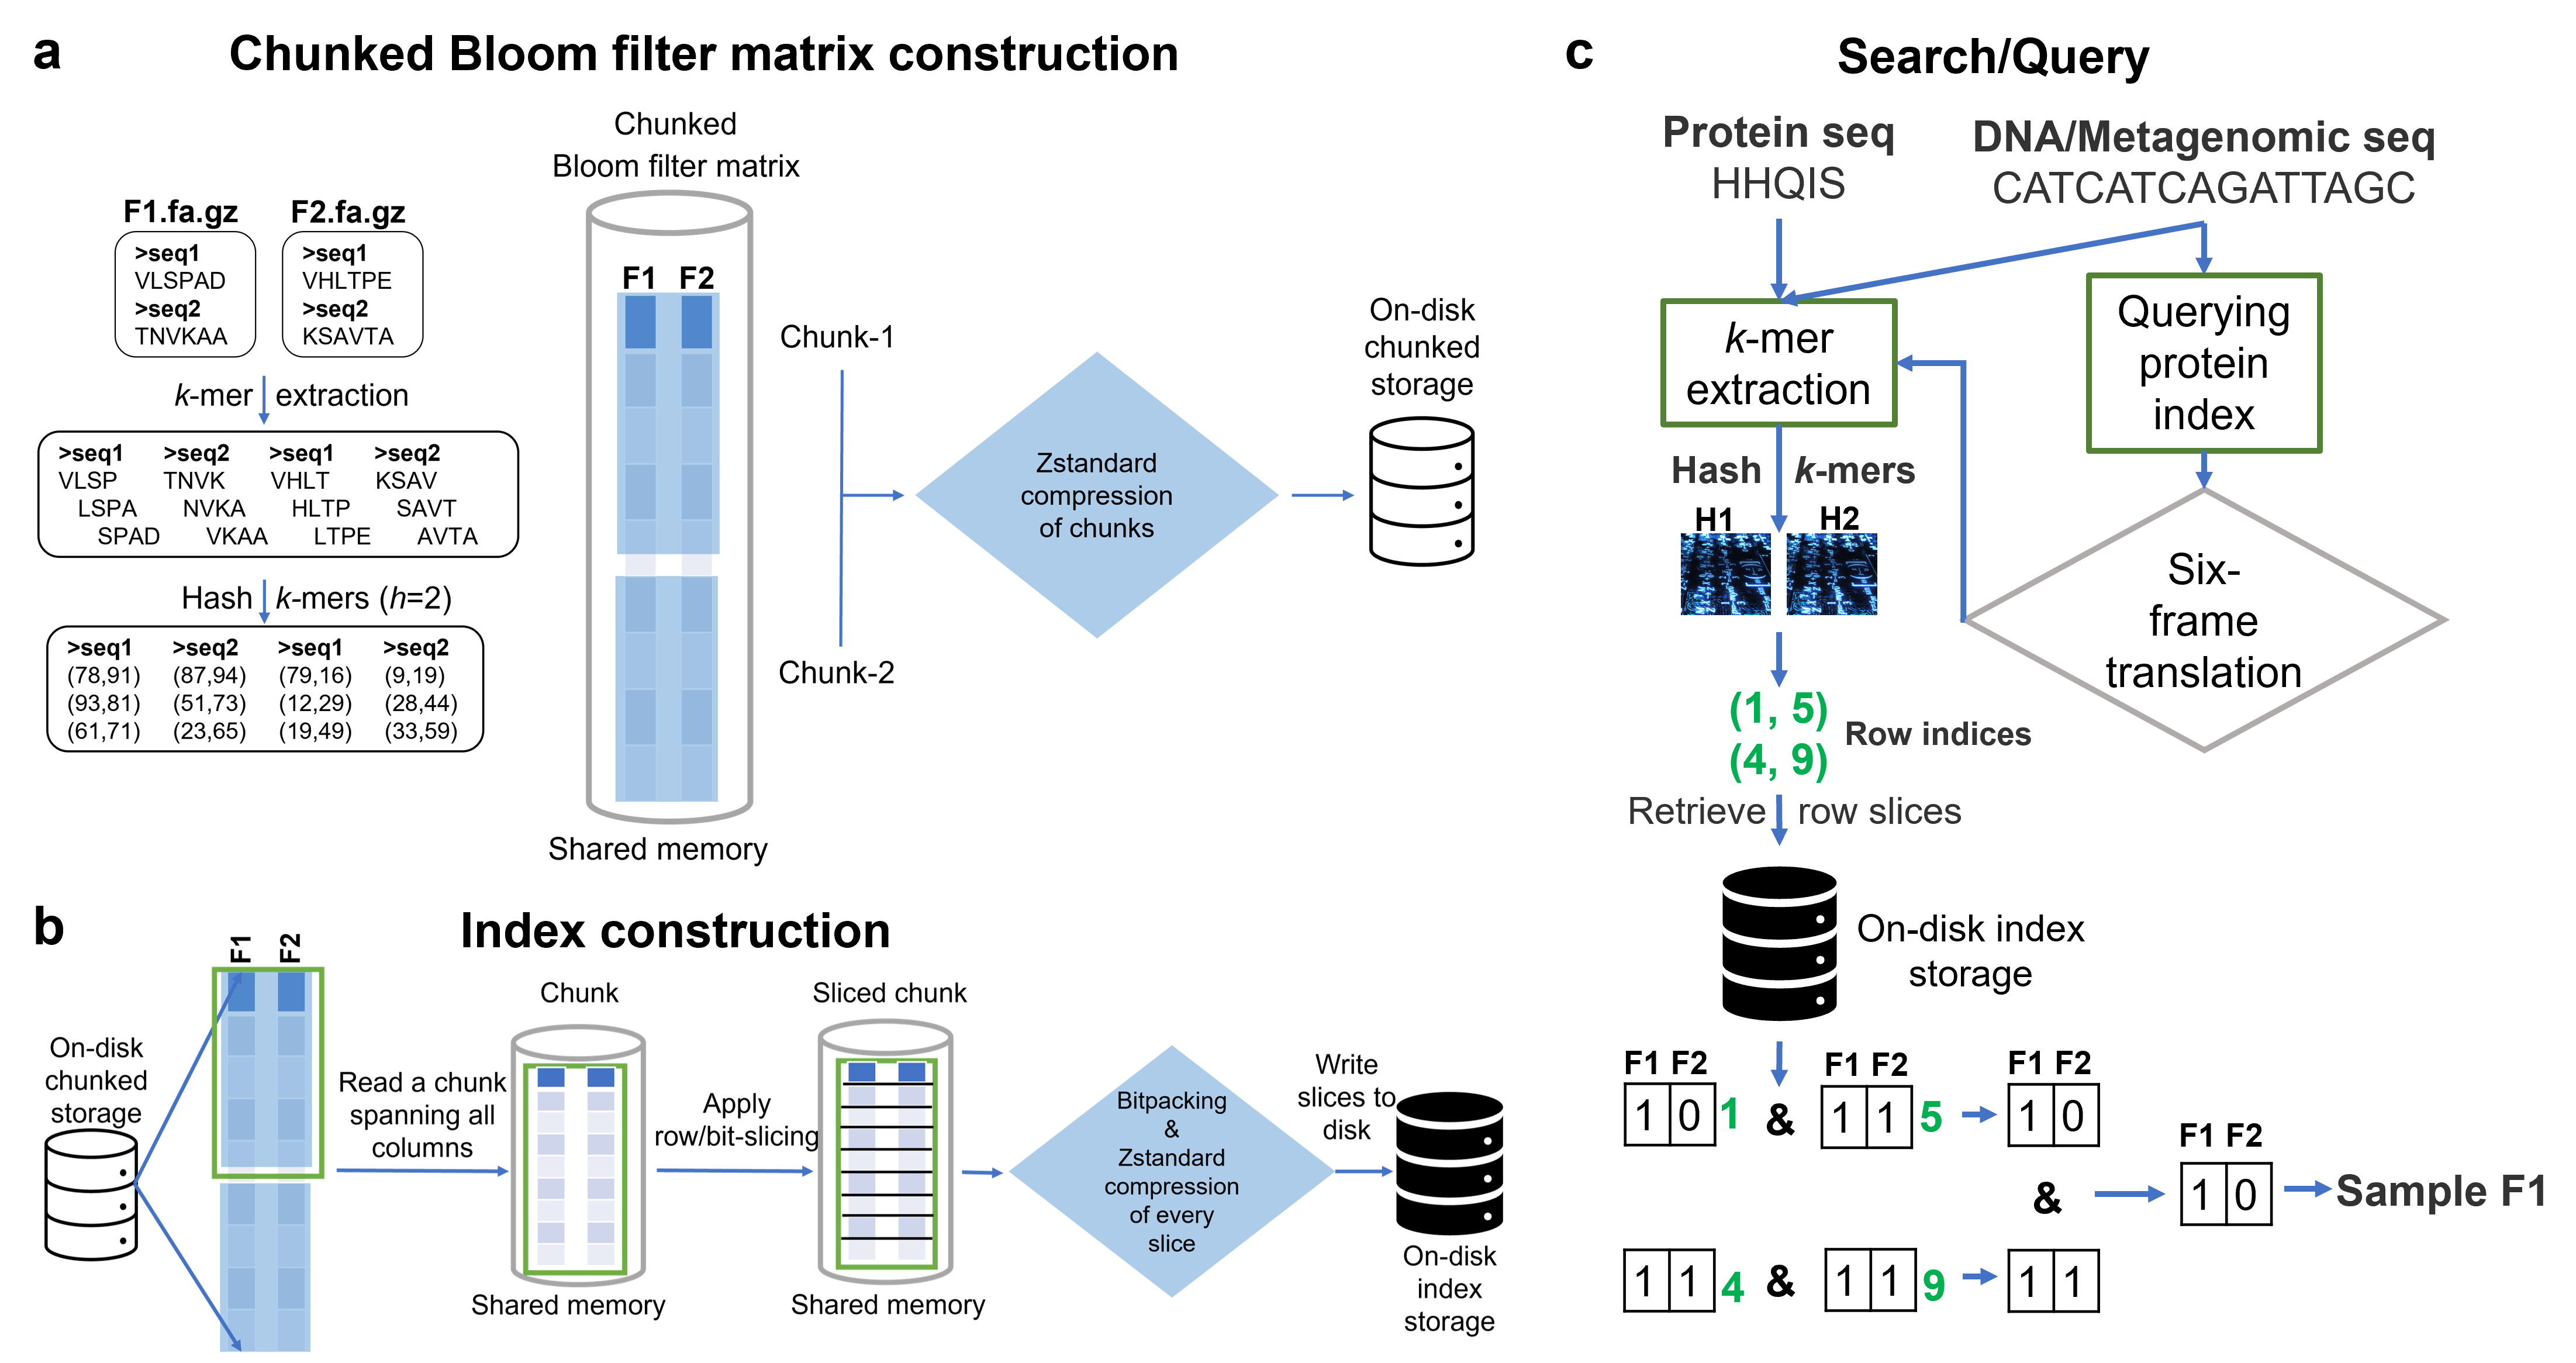 a
Chunked Bloom filter matrix construction
Chunked
Bloom filter matrix
F1.fa.gz
F2.fa.gz
>seq1
VLSPAD
>seq2
TNVKAA
>seq1
VHLTPE
>seq2
KSAVTA
k-mer extraction
>seq1 >seq2 >seq1 >seq2
VLSP TNVK VHLT KSAV
LSPA NVKA HLTP SAVT
SPAD VKAA LTPE AVTA
Hash k-mers (h=2)
>seq1 >seq2 >seq1 >seq2
(78,91) (87,94) (79,16) (9,19)
(93,81) (51,73) (12,29) (28,44)
(61,71) (23,65) (19,49) (33,59)
F1 F2
Shared memory
Chunk-1
Chunk-2
Zstandard
compression
of chunks
On-disk
chunked
storage
b
Index construction
On-disk
chunked
storage
F1
F2
Read a chunk
spanning all
columns
Chunk
Shared memory
Apply
row/bit-slicing
Sliced chunk
Shared memory
Bitpacking
&
Zstandard
compression
of every
slice
Write
slices to
disk
On-disk
index
storage
c
Search/Query
Protein seq
HHQIS
DNA/Metagenomic seq
CATCATCAGATTAGC
k-mer
extraction
Querying
protein
index
Six-
frame
translation
Hash k-mers
H1 H2
(1, 5)
(4, 9)
Row indices
Retrieve row slices
On-disk index
storage
F1 F2 F1 F2 F1 F2
1 0 1 & 1 1 5 1 0
F1 F2
& 1 0 Sample F1
1 1 4 & 1 1 9 1 1